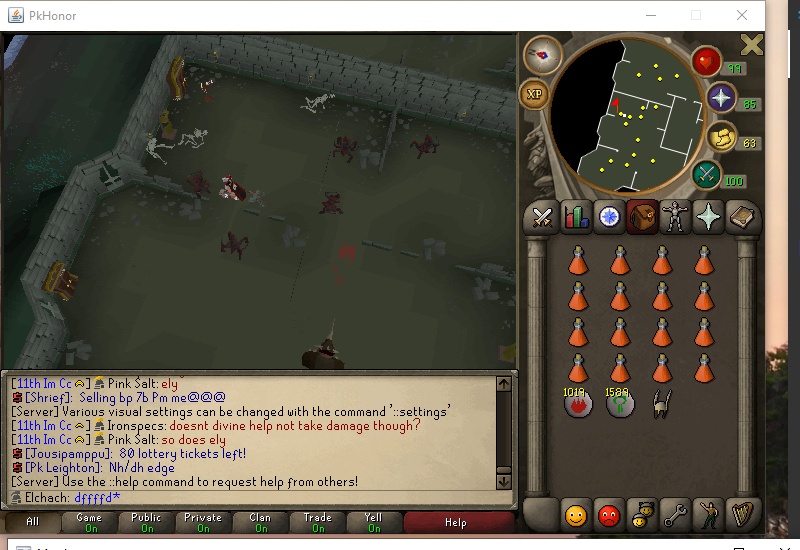 PkHonor
99
XP
85
63
100
1019
1589
[11th Im Cc] Pink Salt: ely
[Shrief]: Selling bp 7b Pm me@@@
[Server] Various visual settings can be changed with the command '::settings'
[11th Im Cc] Ironspecs: doesnt divine help not take damage though?
[11th Im Cc] Pink Salt: so does ely
[Jousipamppu]: 80 lottery tickets left!
[Pk Leighton]: Nh/dh edge
[Server] Use the ::help command to request help from others!
Elchach: dffffd*
All
Game
On
Public
On
Private
On
Clan
On
Trade
On
Yell
On
Help